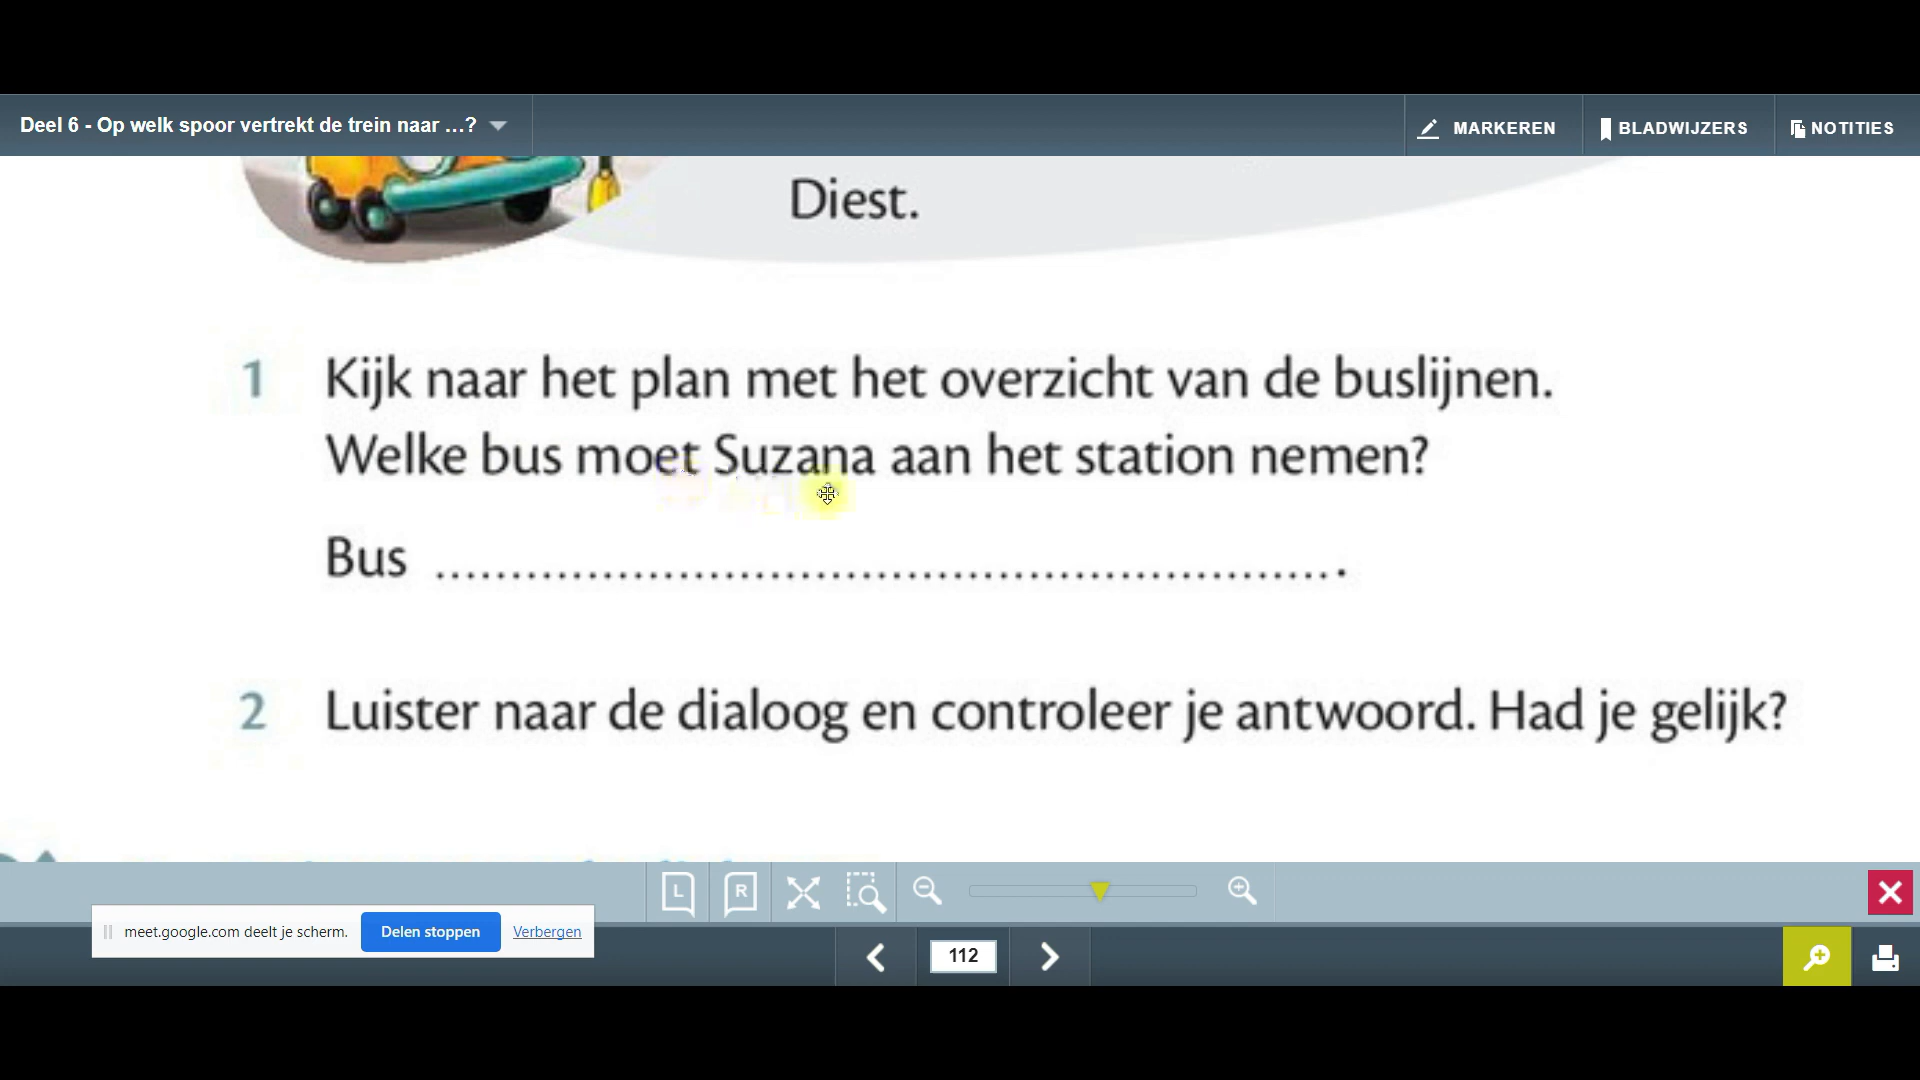 Deel 6 - Op welk spoor vertrekt de trein naar ...?
MARKEREN
BLADWIJZERS
NOTITIES
Diest.
1 Kijk naar het plan met het overzicht van de buslijnen.
Welke bus moet Suzana aan het station nemen?
Bus ............................................................
2 Luister naar de dialoog en controleer je antwoord. Had je gelijk?
L R
meet.google.com deelt je scherm. Delen stoppen Verbergen
112